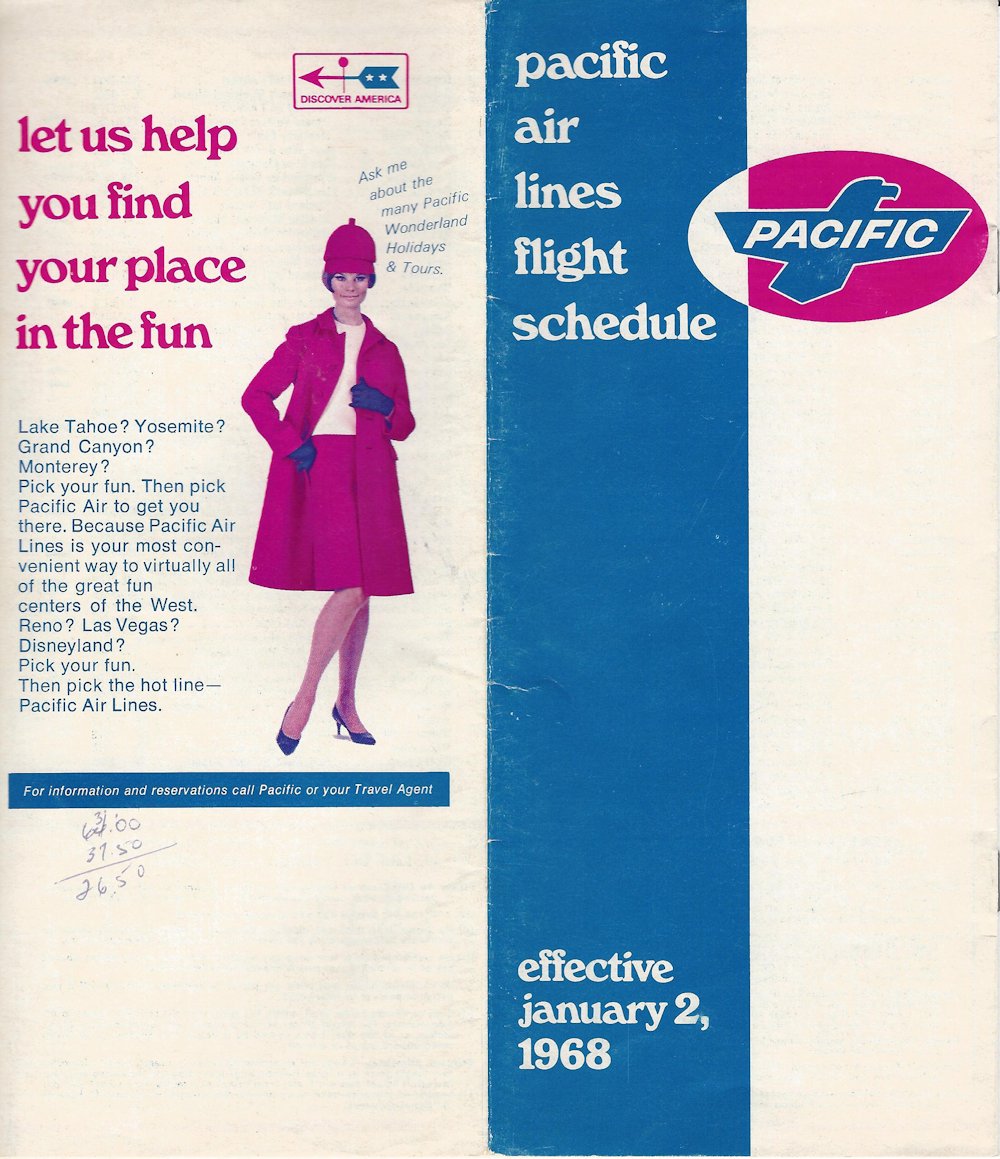 DISCOVER AMERICA
let us help
you find
your place
in the fun
Ask me
about the
many Pacific
Wonderland
Holidays
& Tours.
Lake Tahoe? Yosemite?
Grand Canyon?
Monterey?
Pick your fun. Then pick
Pacific Air to get you
there. Because Pacific Air
Lines is your most con-
venient way to virtually all
of the great fun
centers of the West.
Reno? Las Vegas?
Disneyland?
Pick your fun.
Then pick the hot line—
Pacific Air Lines.
For information and reservations call Pacific or your Travel Agent
37.50
26.50
pacific
air
lines
flight
schedule
PACIFIC
effective
january 2,
1968